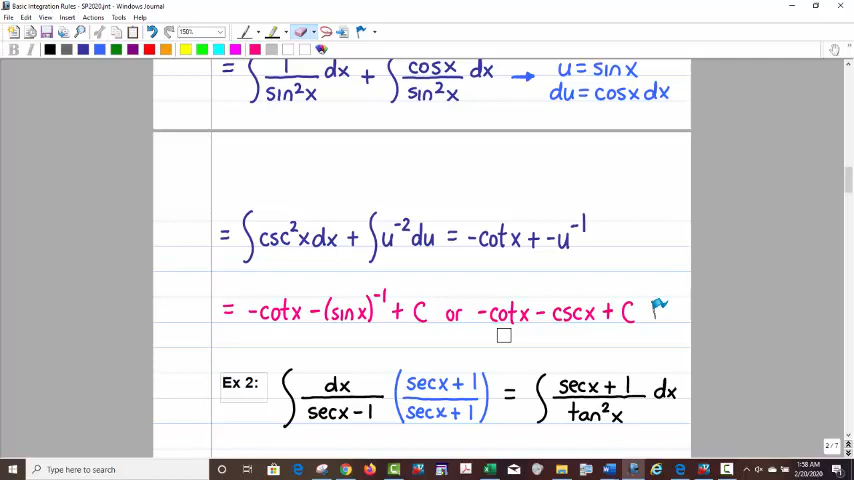 Basic Integration Rules - SP2020.jnt - Windows Journal
File Edit View Insert Actions Tools Help
150%
B I
= ∫ 1/sin²x dx + ∫ cosx/sin²x dx → u = sinx
du = cosx dx
= ∫ csc²x dx + ∫ u⁻² du = -cotx + -u⁻¹
= -cotx - (sinx)⁻¹ + C or -cotx - cscx + C
Ex 2: ∫ dx/(secx - 1) ((secx + 1)/(secx + 1)) = ∫ (secx + 1)/tan²x dx
2 / 7
Type here to search
1:58 AM
2/20/2020